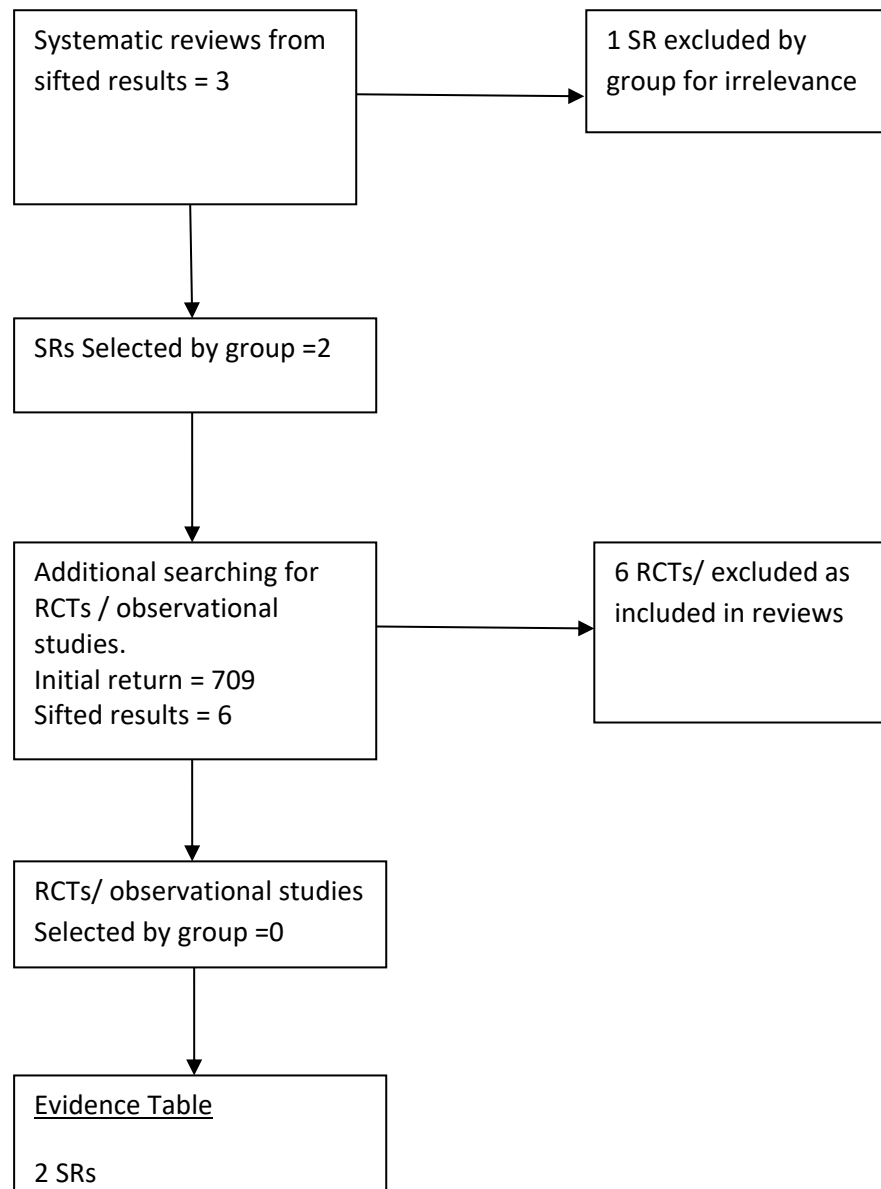 Systematic reviews from
sifted results = 3
1 SR excluded by
group for irrelevance
SRs Selected by group =2
Additional searching for
RCTs / observational
studies.
Initial return = 709
Sifted results = 6
6 RCTs/ excluded as
included in reviews
RCTs/ observational studies
Selected by group =0
Evidence Table
2 SRs